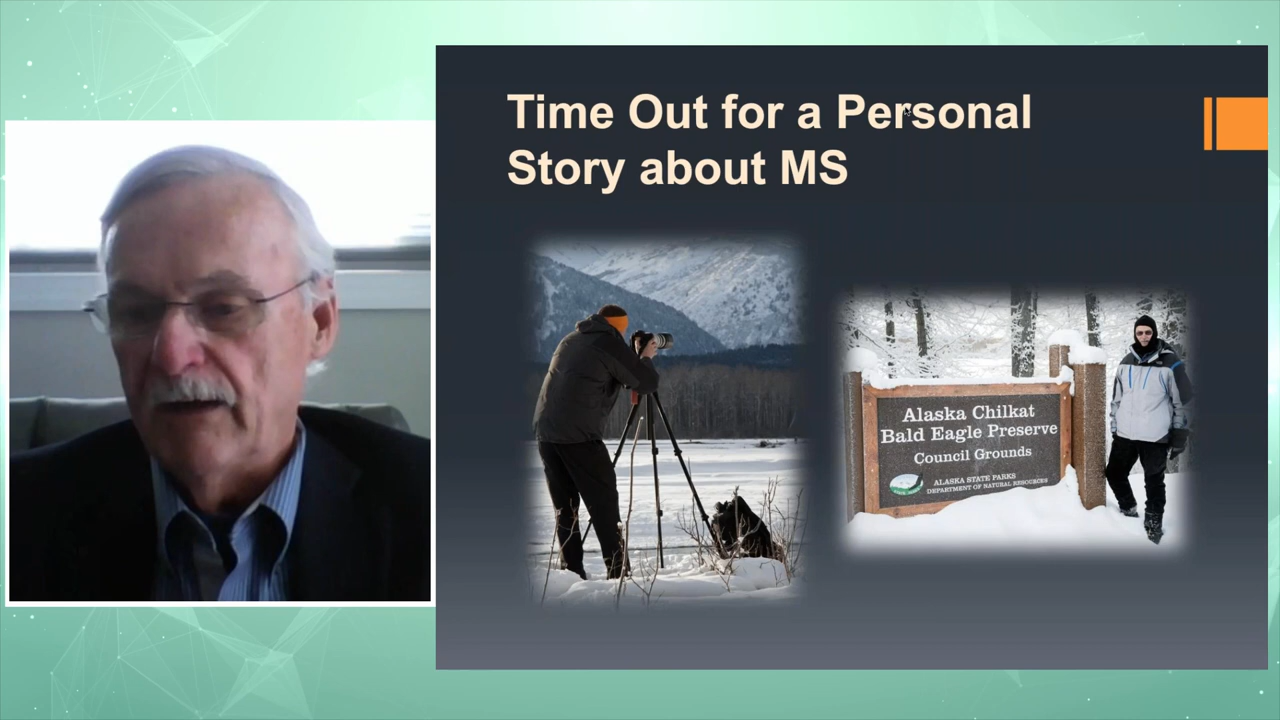 Time Out for a Personal
Story about MS
Alaska Chilkat
Bald Eagle Preserve
Council Grounds
ALASKA STATE PARKS
DEPARTMENT OF NATURAL RESOURCES